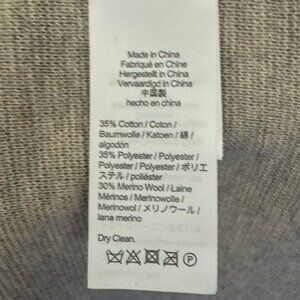 Made in China
Fabriqué en China
Hergestellt in China
Vervaardigd in China
中国製
hecho en china
35% Cotton / Coton /
Baumwolle / Katoen / 綿 /
algodón
35% Polyester / Polyester /
Polyester / Polyester / ポリエ
ステル / poliéster
30% Merino Wool / Laine
Mérinos / Merinowolle /
Merinowol / メリノウール /
lana merino
Dry Clean.
P